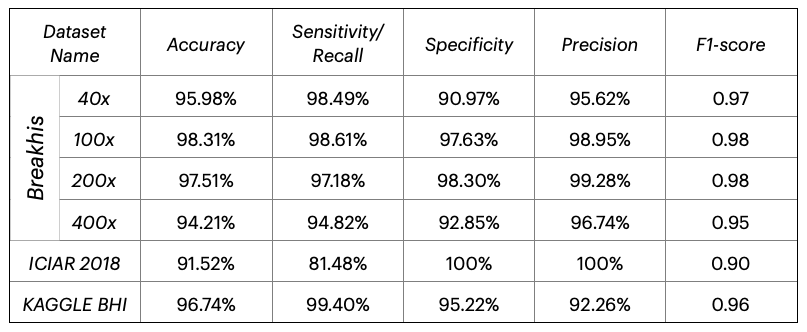 Dataset Name Accuracy Sensitivity/ Recall Specificity Precision F1-score
Breakhis
40x 95.98% 98.49% 90.97% 95.62% 0.97
100x 98.31% 98.61% 97.63% 98.95% 0.98
200x 97.51% 97.18% 98.30% 99.28% 0.98
400x 94.21% 94.82% 92.85% 96.74% 0.95
ICIAR 2018 91.52% 81.48% 100% 100% 0.90
KAGGLE BHI 96.74% 99.40% 95.22% 92.26% 0.96